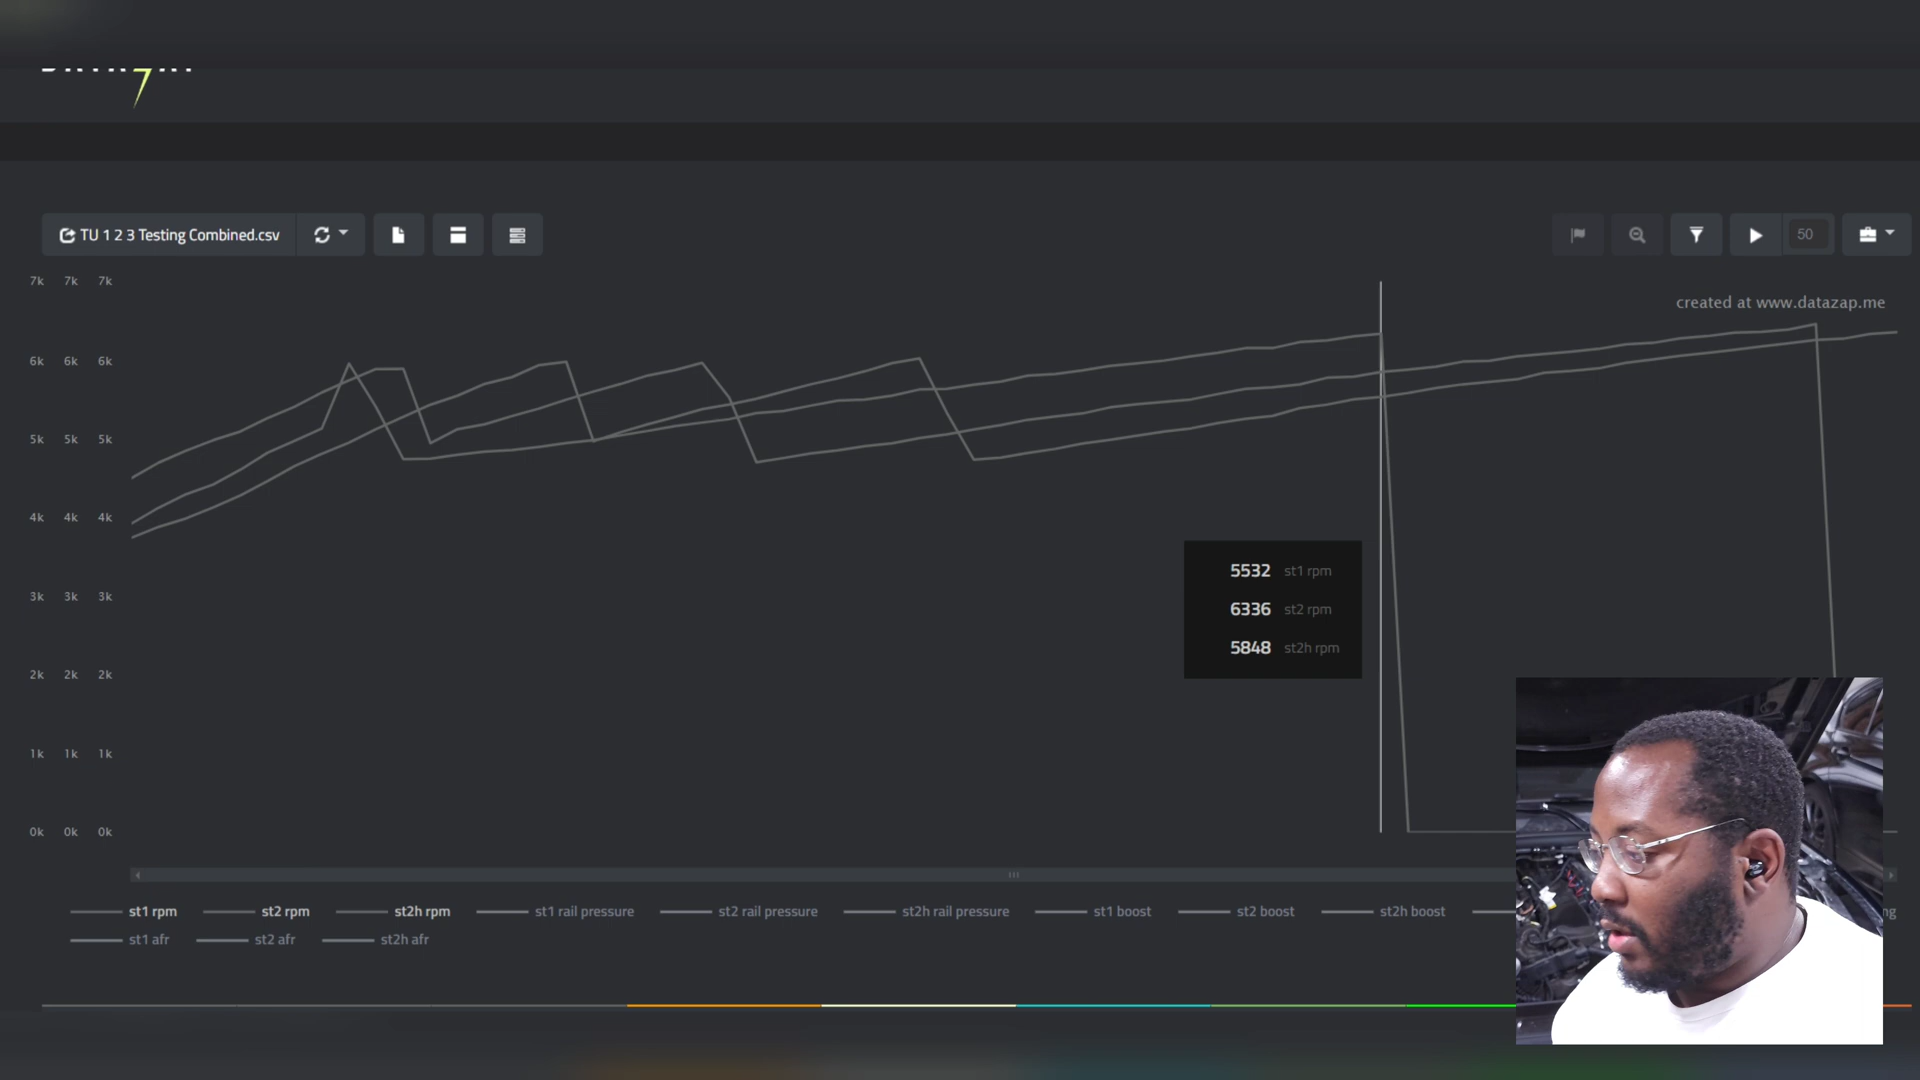 TU 1 2 3 Testing Combined.csv
50
created at www.datazap.me
7k 7k 7k
6k 6k 6k
5k 5k 5k
4k 4k 4k
3k 3k 3k
2k 2k 2k
1k 1k 1k
0k 0k 0k
5532 st1 rpm
6336 st2 rpm
5848 st2h rpm
st1 rpm st2 rpm st2h rpm st1 rail pressure st2 rail pressure st2h rail pressure st1 boost st2 boost st2h boost
st1 afr st2 afr st2h afr